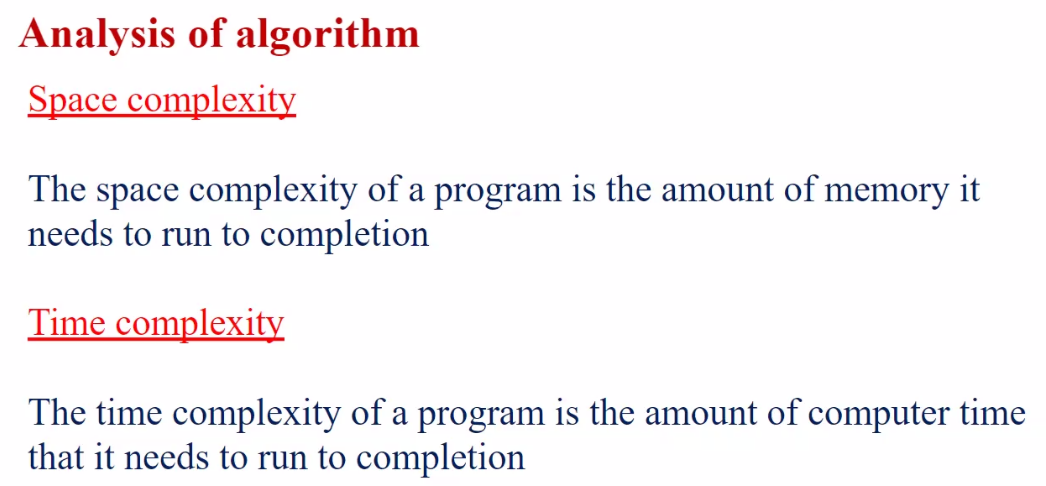 Analysis of algorithm
Space complexity
The space complexity of a program is the amount of memory it
needs to run to completion
Time complexity
The time complexity of a program is the amount of computer time
that it needs to run to completion